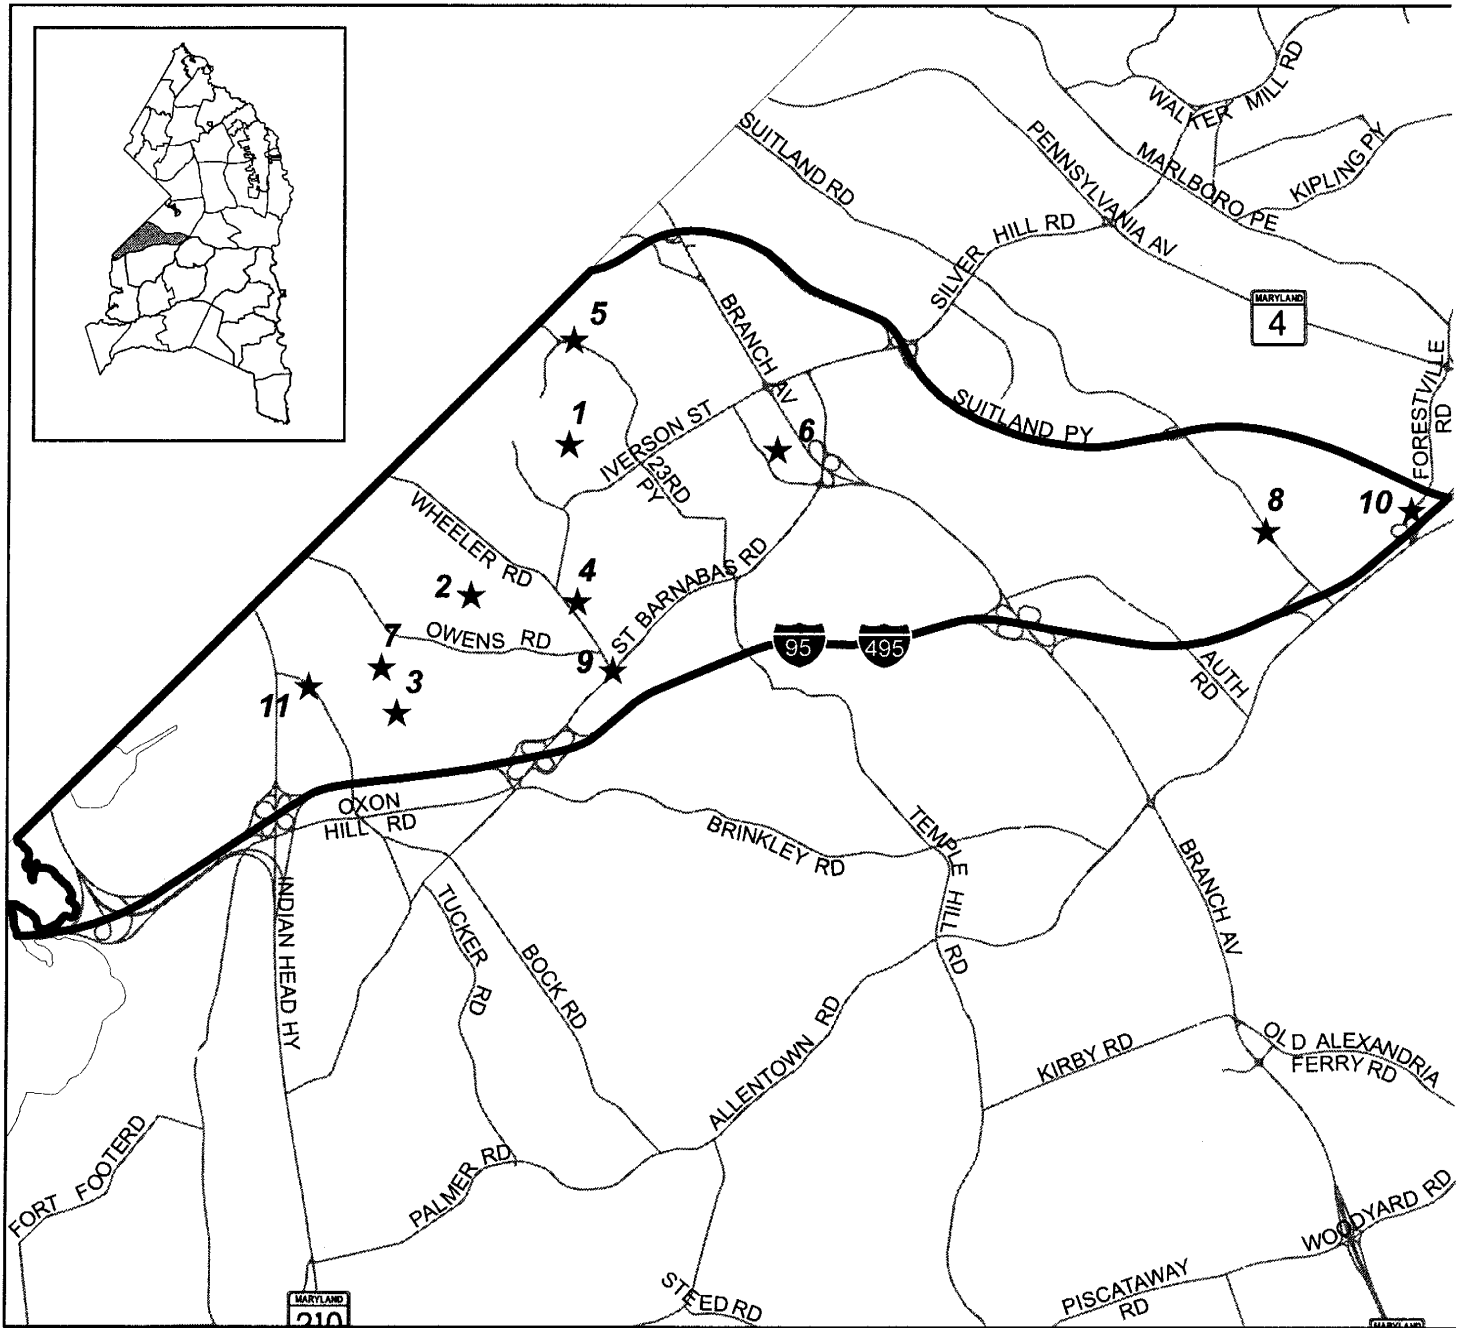 WALTER MILL RD
SUITLAND RD
PENNSYLVANIA AV
MARLBORO PE
KIPLING PY
HILL RD
SILVER
MARYLAND
4
5
BRANCH AV
FORESTVILLE
RD
1
6
IVERSON ST
SUITLAND PY
23RD
PY
8
10
WHEELER RD
2
4
ST BARNABAS RD
7
OWENS RD
9
3
11
95
495
AUTH
RD
OXON
HILL RD
BRINKLEY RD
TEMPLE HILL RD
BRANCH AV
INDIAN HEAD HY
TUCKER RD
BOCK RD
ALLENTOWN RD
KIRBY RD
OLD ALEXANDRIA
FERRY RD
FORT FOOTERD
PALMER RD
WOODYARD RD
PISCATAWAY
RD
STEED RD
MARYLAND
210
MARYLAND